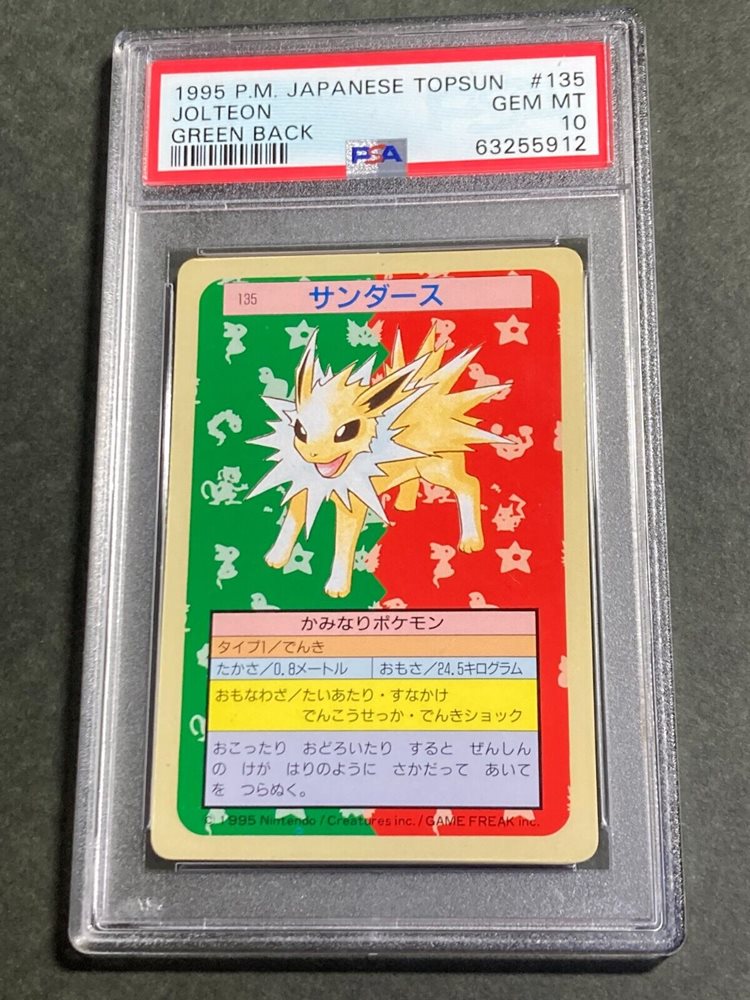 1995 P.M. JAPANESE TOPSUN #135
JOLTEON GEM MT
GREEN BACK 10
PSA 63255912
135 サンダース
かみなりポケモン
タイプ1/でんき
たかさ/0.8メートル おもさ/24.5キログラム
おもなわざ/たいあたり・すなかけ
でんこうせっか・でんきショック
おこったり おどろいたり すると ぜんしん
の けが はりのように さかだって あいて
を つらぬく。
© 1995 Nintendo / Creatures inc. / GAME FREAK inc.